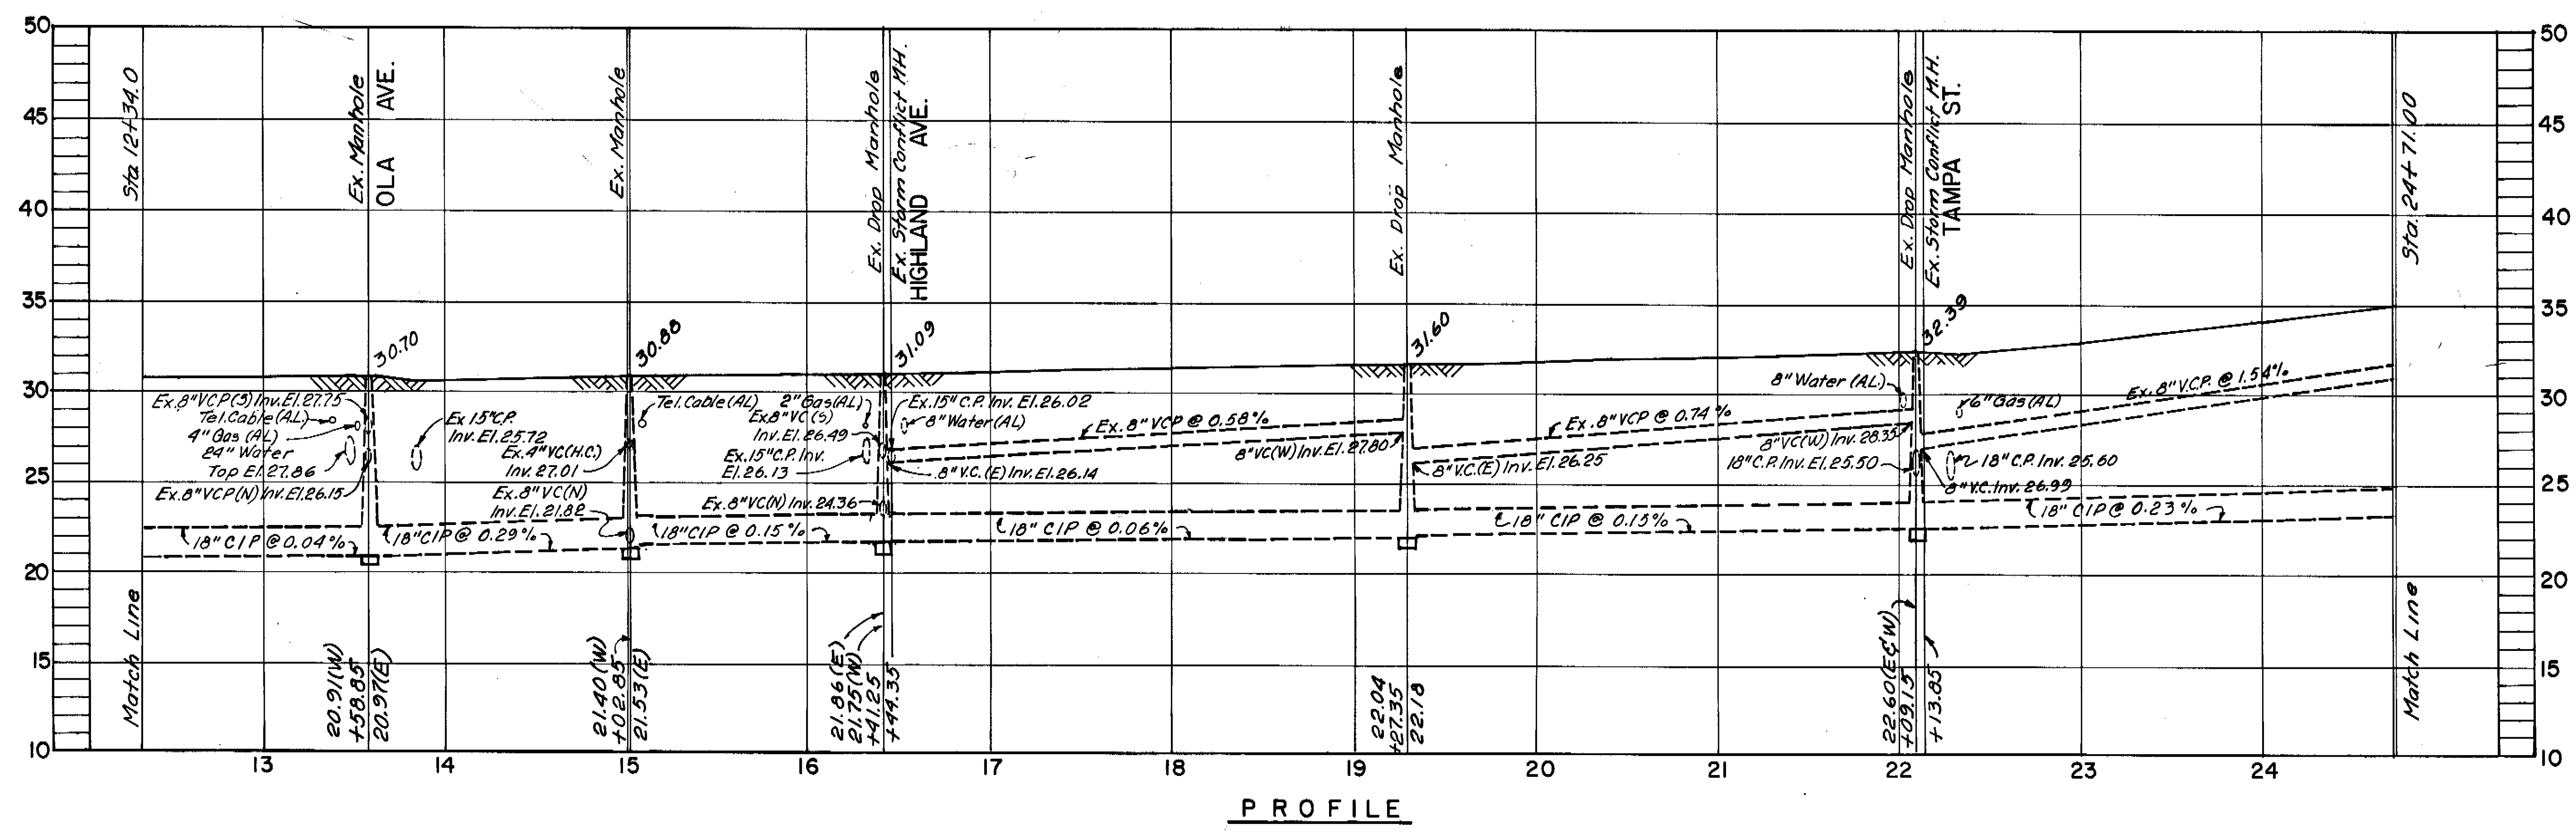 50
45
40
35
30
25
20
15
10
Sta 12+34.0
Match Line
Ex. Manhole
OLA AVE.
Ex. Manhole
Ex. Drop Manhole
Ex. Storm Conflict M.H.
HIGHLAND AVE.
Ex. Drop Manhole
Ex. Drop Manhole
Ex. Storm Conflict M.H.
TAMPA ST.
Sta. 24+71.00
Match Line
50
45
40
35
30
25
20
15
10
30.70
30.88
31.09
31.60
32.39
Ex. 8" VCP(S) Inv. El. 27.75
Tel. Cable (AL)
4" Gas (AL)
24" Water
Top El. 27.86
Ex. 8" VCP(N) Inv. El. 26.15
Ex 15" C.P.
Inv. El. 25.72
Ex. 4" VC (H.C.)
Inv. 27.01
Ex. 8" VC(N)
Inv. El. 21.82
Tel. Cable (AL)
2" Gas (AL)
Ex. 8" VC (S)
Inv. El. 26.49
Ex. 15" C.P. Inv.
El. 26.13
Ex. 8" VC(N) Inv. 24.36
Ex. 15" C.P. Inv. El. 26.02
8" Water (AL)
8" V.C. (E) Inv. El. 26.14
Ex. 8" VCP @ 0.58 %
8" VC(W) Inv. El. 27.80
8" V.C. (E) Inv. El. 26.25
Ex. 8" VCP @ 0.74 %
8" Water (AL)
8" VC(W) Inv. 28.35
18" C.P. Inv. El. 25.50
6" Gas (AL)
18" C.P. Inv. 25.60
8" V.C. Inv. 26.99
Ex. 8" V.C.P. @ 1.54 %
18" CIP @ 0.04 %
18" CIP @ 0.29 %
18" CIP @ 0.15 %
18" CIP @ 0.06 %
18" CIP @ 0.15 %
18" CIP @ 0.23 %
20.91 (W)
+58.85
20.97 (E)
21.40 (W)
+02.85
21.53 (E)
21.86 (E)
21.75 (W)
+41.25
+44.35
22.04
+27.35
22.18
22.60 (E&W)
+09.15
+13.85
13 14 15 16 17 18 19 20 21 22 23 24
PROFILE